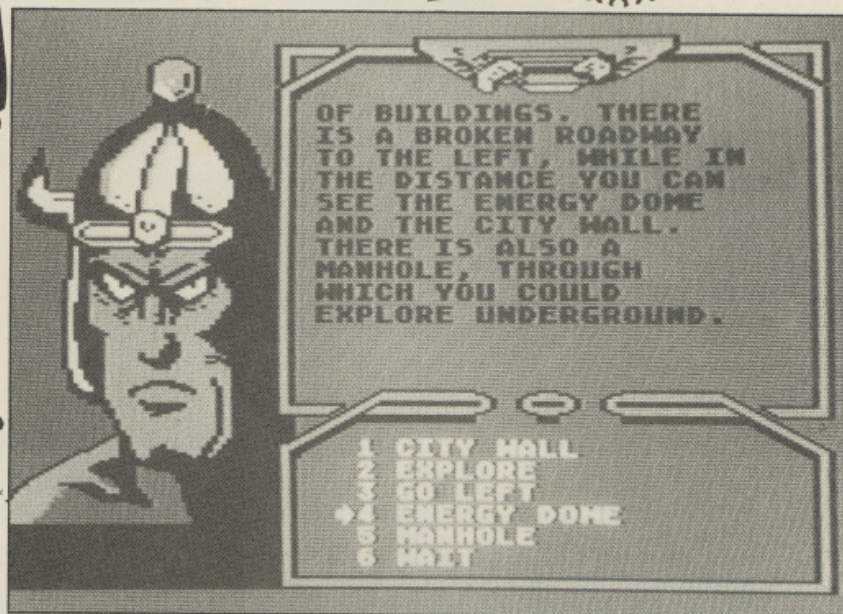 OF BUILDINGS. THERE
IS A BROKEN ROADWAY
TO THE LEFT, WHILE IN
THE DISTANCE YOU CAN
SEE THE ENERGY DOME
AND THE CITY WALL.
THERE IS ALSO A
MANHOLE, THROUGH
WHICH YOU COULD
EXPLORE UNDERGROUND.
1 CITY WALL
2 EXPLORE
3 GO LEFT
➔4 ENERGY DOME
5 MANHOLE
6 WAIT